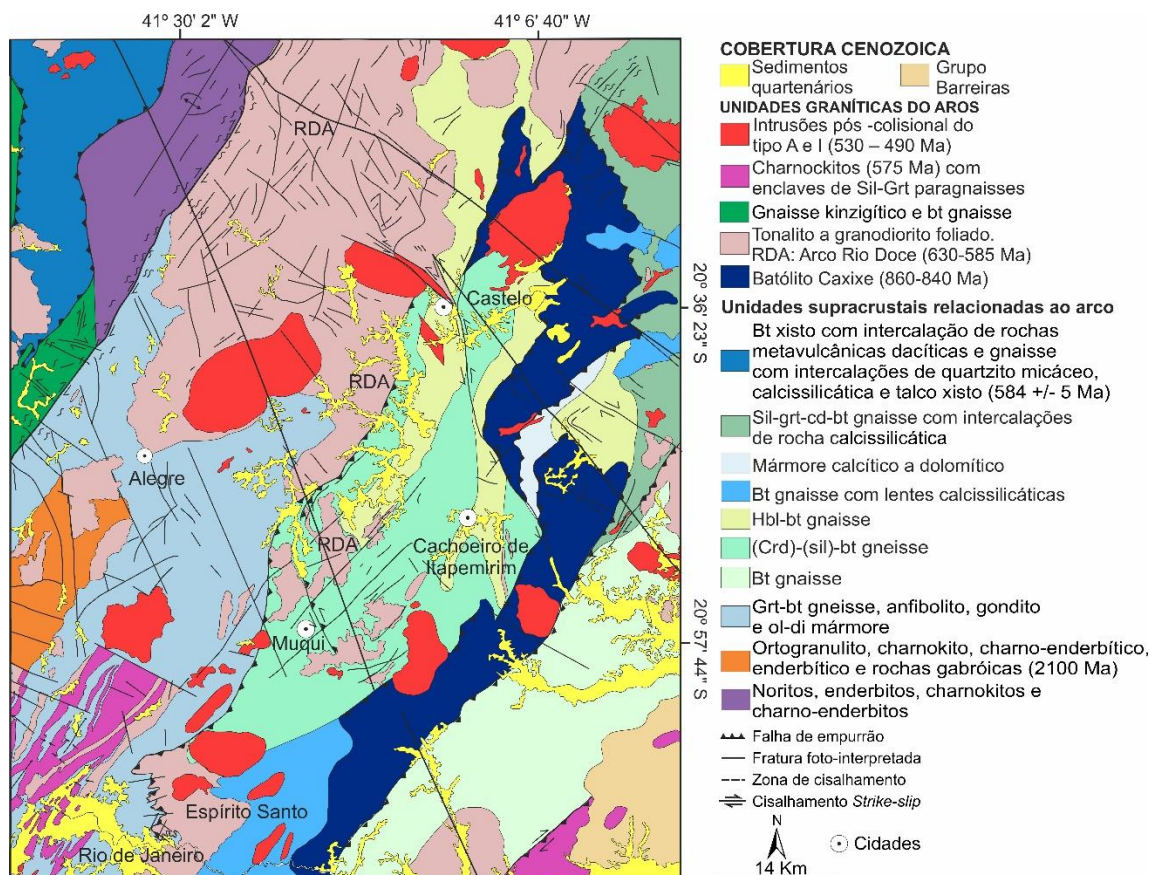 41° 30' 2" W
41° 6' 40" W
RDA
Castelo
RDA
Alegre
RDA
Cachoeiro de
Itapemirim
Muqui
Espírito Santo
Rio de Janeiro
20° 36' 23" S
20° 57' 44" S
COBERTURA CENOZOICA
Sedimentos
quartenários
Grupo
Barreiras
UNIDADES GRANÍTICAS DO AROS
Intrusões pós -colisional do
tipo A e I (530 – 490 Ma)
Charnockitos (575 Ma) com
enclaves de Sil-Grt paragnaisses
Gnaisse kinzigítico e bt gnaisse
Tonalito a granodiorito foliado.
RDA: Arco Rio Doce (630-585 Ma)
Batólito Caxixe (860-840 Ma)
Unidades supracrustais relacionadas ao arco
Bt xisto com intercalação de rochas
metavulcânicas dacíticas e gnaisse
com intercalações de quartzito micáceo,
calcissilicática e talco xisto (584 +/- 5 Ma)
Sil-grt-cd-bt gnaisse com intercalações
de rocha calcissilicática
Mármore calcítico a dolomítico
Bt gnaisse com lentes calcissilicáticas
Hbl-bt gnaisse
(Crd)-(sil)-bt gneisse
Bt gnaisse
Grt-bt gneisse, anfibolito, gondito
e ol-di mármore
Ortogranulito, charnokito, charno-enderbítico,
enderbítico e rochas gabróicas (2100 Ma)
Noritos, enderbitos, charnokitos e
charno-enderbitos
Falha de empurrão
Fratura foto-interpretada
Zona de cisalhamento
Cisalhamento Strike-slip
N
14 Km
Cidades